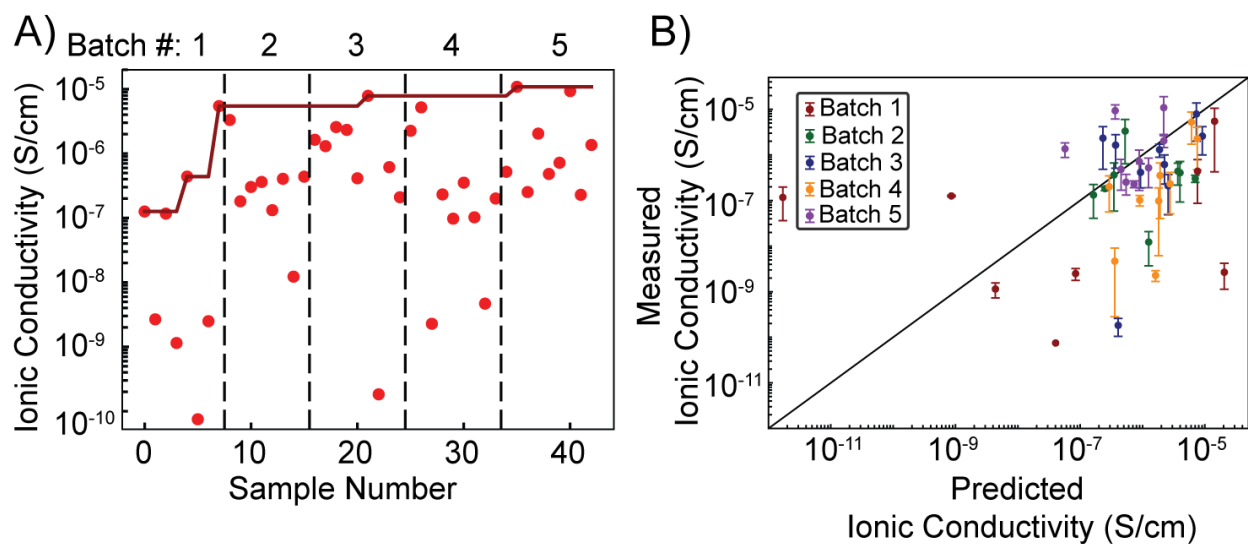 A)
Batch #: 1 2 3 4 5
Ionic Conductivity (S/cm)
10⁻⁵
10⁻⁶
10⁻⁷
10⁻⁸
10⁻⁹
10⁻¹⁰
0 10 20 30 40
Sample Number
B)
Measured
Ionic Conductivity (S/cm)
10⁻⁵
10⁻⁷
10⁻⁹
10⁻¹¹
Batch 1
Batch 2
Batch 3
Batch 4
Batch 5
10⁻¹¹ 10⁻⁹ 10⁻⁷ 10⁻⁵
Predicted
Ionic Conductivity (S/cm)